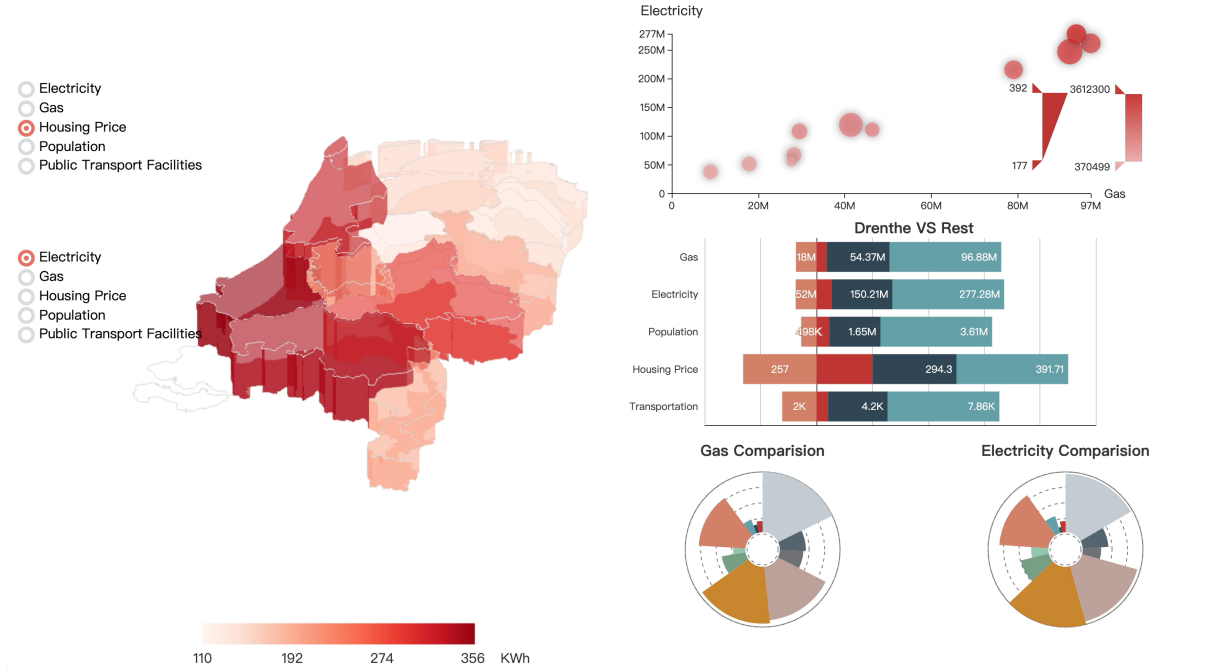 Electricity
Gas
Housing Price
Population
Public Transport Facilities
Electricity
Gas
Housing Price
Population
Public Transport Facilities
110 192 274 356 KWh
Electricity
277M
250M
200M
150M
100M
50M
0
0 20M 40M 60M 80M 97M
Gas
392
177
3612300
370499
Drenthe VS Rest
Gas 18M 54.37M 96.88M
Electricity 52M 150.21M 277.28M
Population 498K 1.65M 3.61M
Housing Price 257 294.3 391.71
Transportation 2K 4.2K 7.86K
Gas Comparision
Electricity Comparision